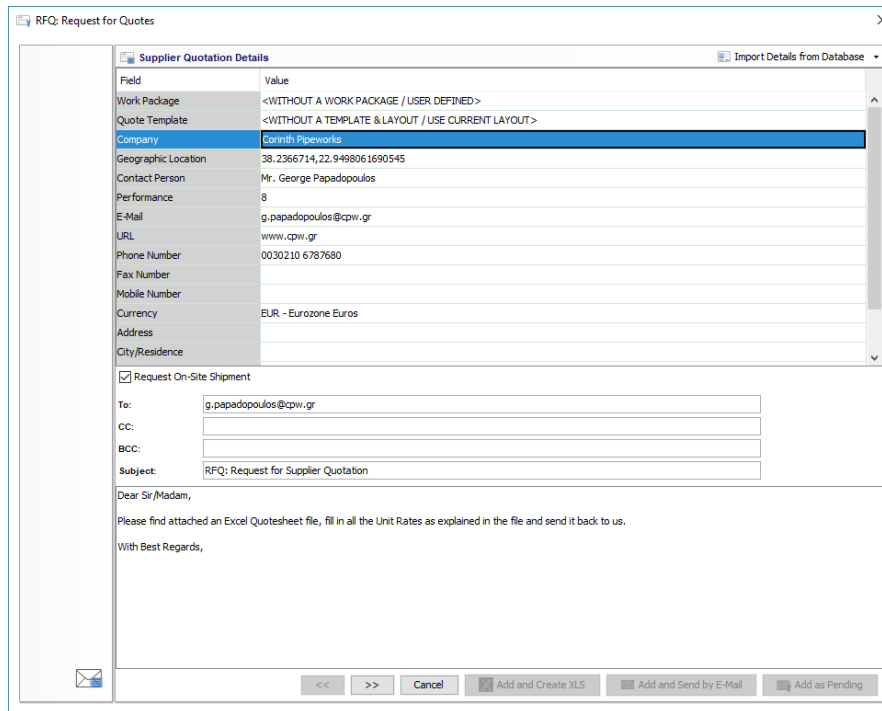 RFQ: Request for Quotes
Supplier Quotation Details Import Details from Database
Field Value
Work Package <WITHOUT A WORK PACKAGE / USER DEFINED>
Quote Template <WITHOUT A TEMPLATE & LAYOUT / USE CURRENT LAYOUT>
Company Corinth Pipeworks
Geographic Location 38.2366714,22.9498061690545
Contact Person Mr. George Papadopoulos
Performance 8
E-Mail g.papadopoulos@cpw.gr
URL www.cpw.gr
Phone Number 0030210 6787680
Fax Number
Mobile Number
Currency EUR - Eurozone Euros
Address
City/Residence
Request On-Site Shipment
To: g.papadopoulos@cpw.gr
CC:
BCC:
Subject: RFQ: Request for Supplier Quotation
Dear Sir/Madam,
Please find attached an Excel Quotesheet file, fill in all the Unit Rates as explained in the file and send it back to us.
With Best Regards,
<< >> Cancel Add and Create XLS Add and Send by E-Mail Add as Pending